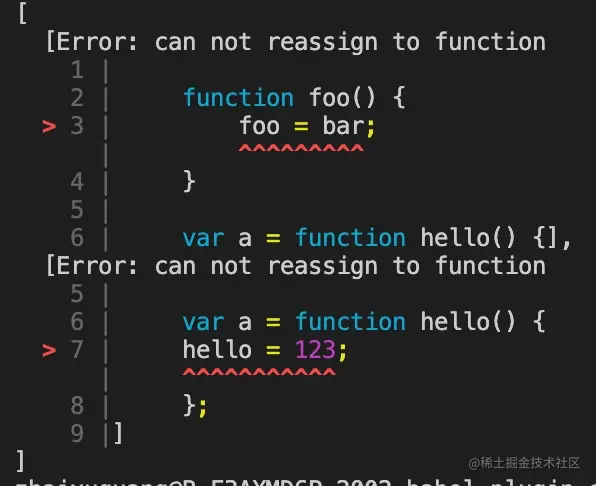 [
[Error: can not reassign to function
1 |
2 | function foo() {
> 3 | foo = bar;
| ^^^^^^^^^
4 | }
5 |
6 | var a = function hello() {],
[Error: can not reassign to function
5 |
6 | var a = function hello() {
> 7 | hello = 123;
| ^^^^^^^^^^^
8 | };
9 |]
]
@稀土掘金技术社区